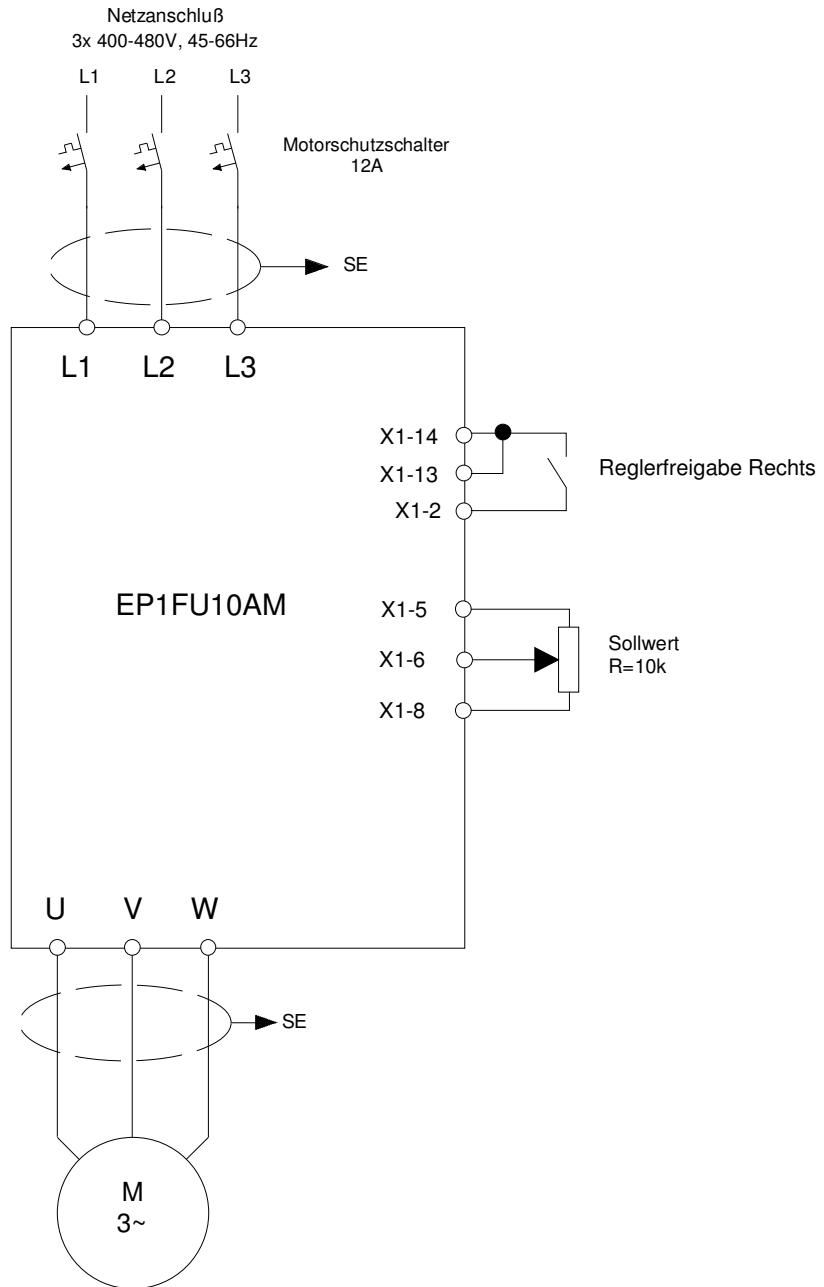 Netzanschluß
3x 400-480V, 45-66Hz
L1 L2 L3
Motorschutzschalter
12A
SE
L1 L2 L3
X1-14
X1-13
Reglerfreigabe Rechts
X1-2
EP1FU10AM
X1-5
X1-6
Sollwert
R=10k
X1-8
U V W
SE
M
3~